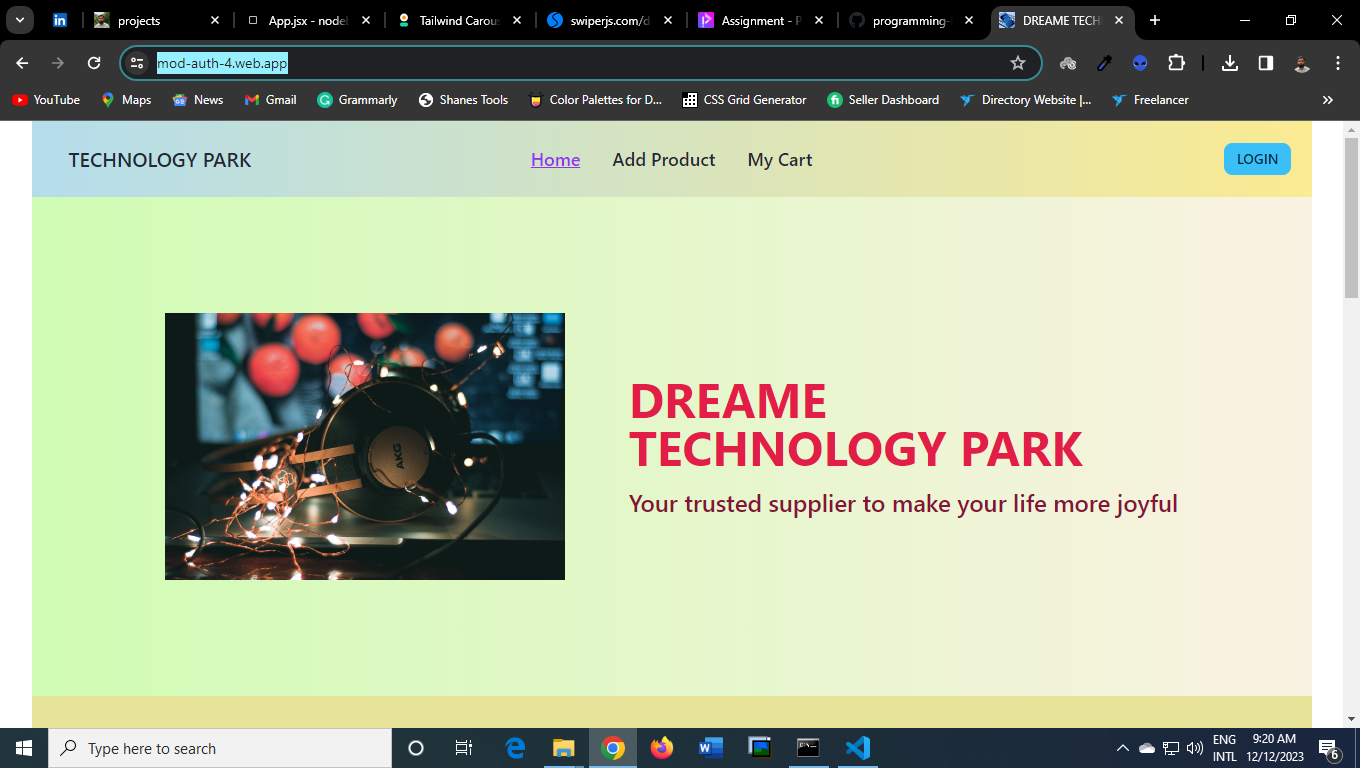 projects
App.jsx - nodel
Tailwind Carous
swiperjs.com/d
Assignment - P
programming-
DREAME TECH
mod-auth-4.web.app
YouTube
Maps
News
Gmail
Grammarly
Shanes Tools
Color Palettes for D...
CSS Grid Generator
Seller Dashboard
Directory Website |...
Freelancer
TECHNOLOGY PARK
Home
Add Product
My Cart
LOGIN
AKG
DREAME
TECHNOLOGY PARK
Your trusted supplier to make your life more joyful
Type here to search
ENG
INTL
9:20 AM
12/12/2023
6